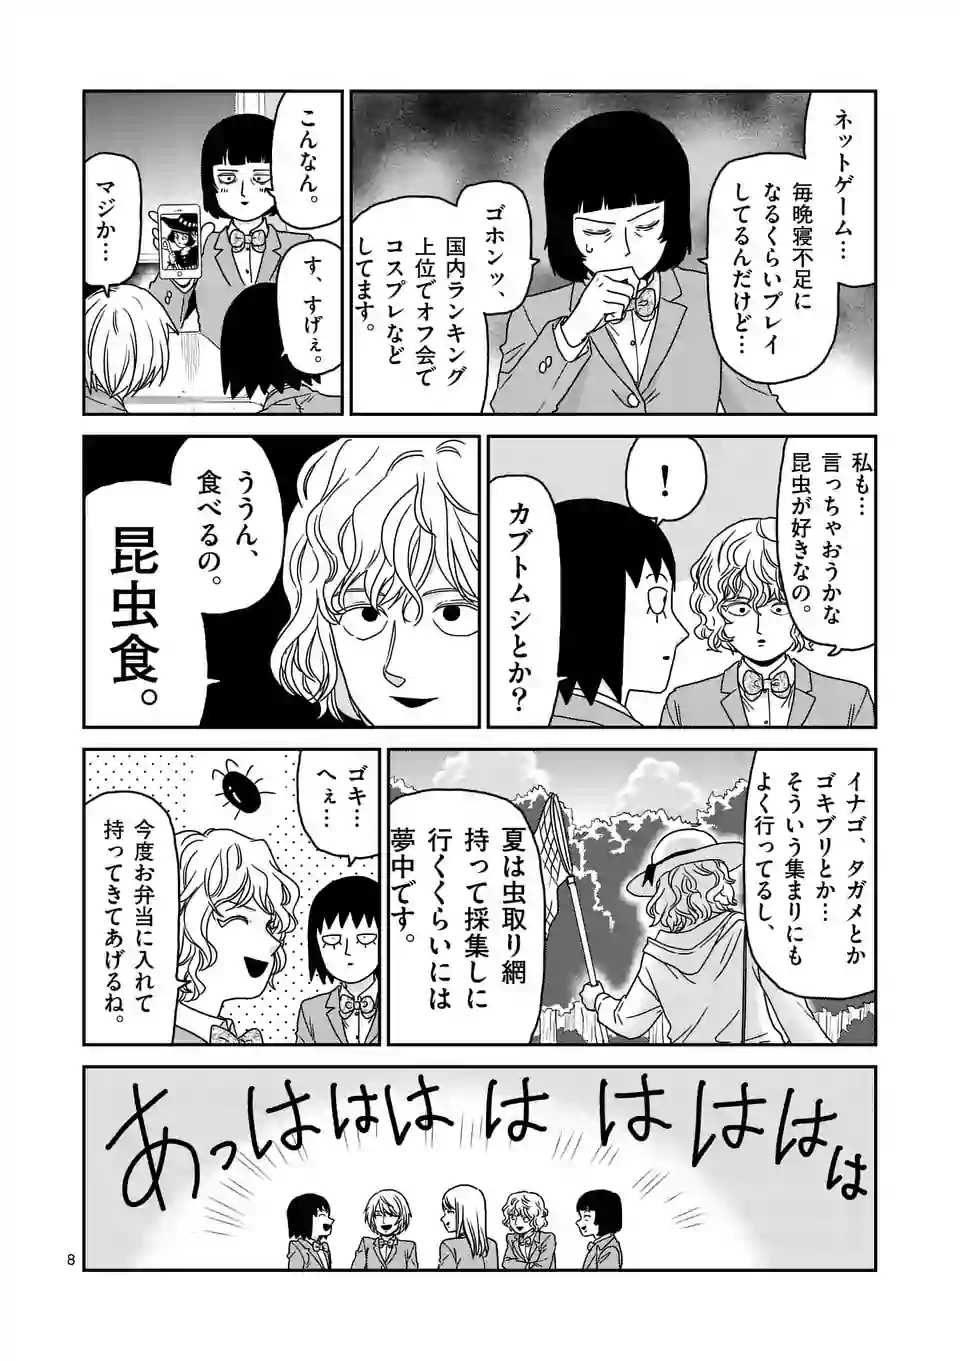 ネットゲーム…
毎晩寝不足に
なるくらいプレイ
してるんだけど…
ゴホンッ、
国内ランキング
上位でオフ会で
コスプレなど
してます。
こんなん。
す、すげぇ。
マジか…
私も…
言っちゃおうかな
昆虫が好きなの。
！
カブトムシとか？
ううん、
食べるの。
昆虫食。
イナゴ、タガメとか
ゴキブリとか…
そういう集まりにも
よく行ってるし、
夏は虫取り網
持って採集しに
行くくらいには
夢中です。
ゴキ…
へぇ…
今度お弁当に入れて
持ってきてあげるね。
あっはははははははは
8